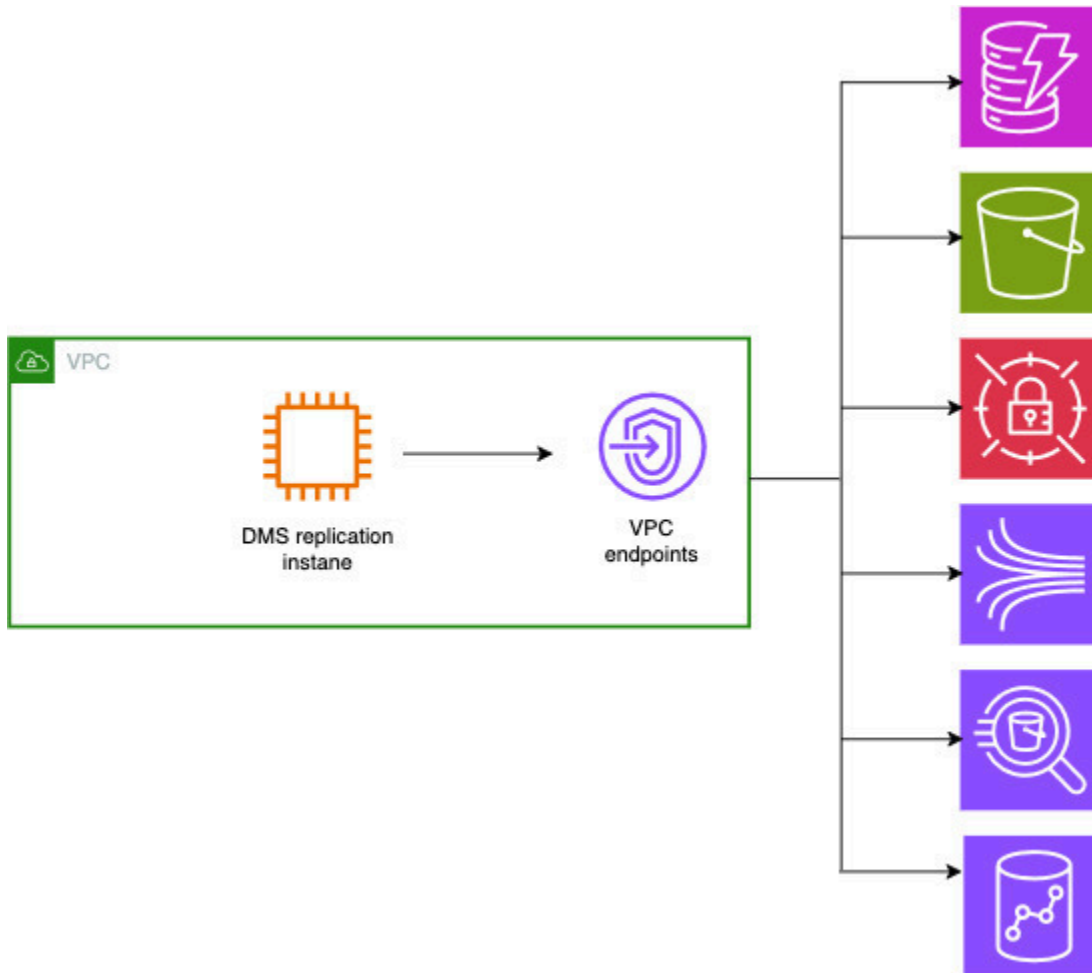 VPC
DMS replication
instane
VPC
endpoints